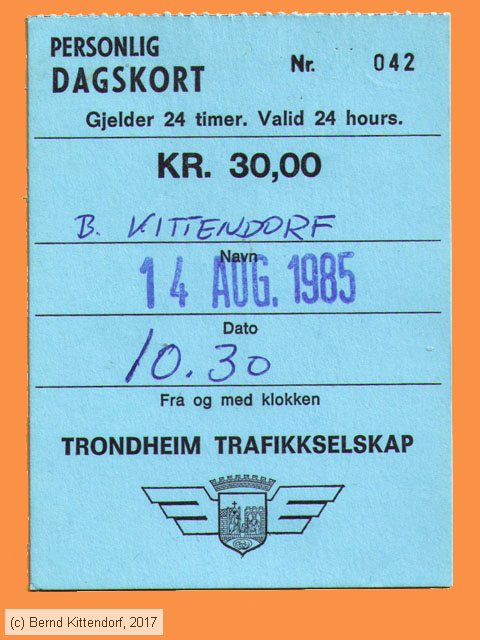 PERSONLIG
DAGSKORT
Nr. 042
Gjelder 24 timer. Valid 24 hours.
KR. 30,00
B. KITTENDORF
Navn
14 AUG. 1985
Dato
10.30
Fra og med klokken
TRONDHEIM TRAFIKKSELSKAP
(c) Bernd Kittendorf, 2017